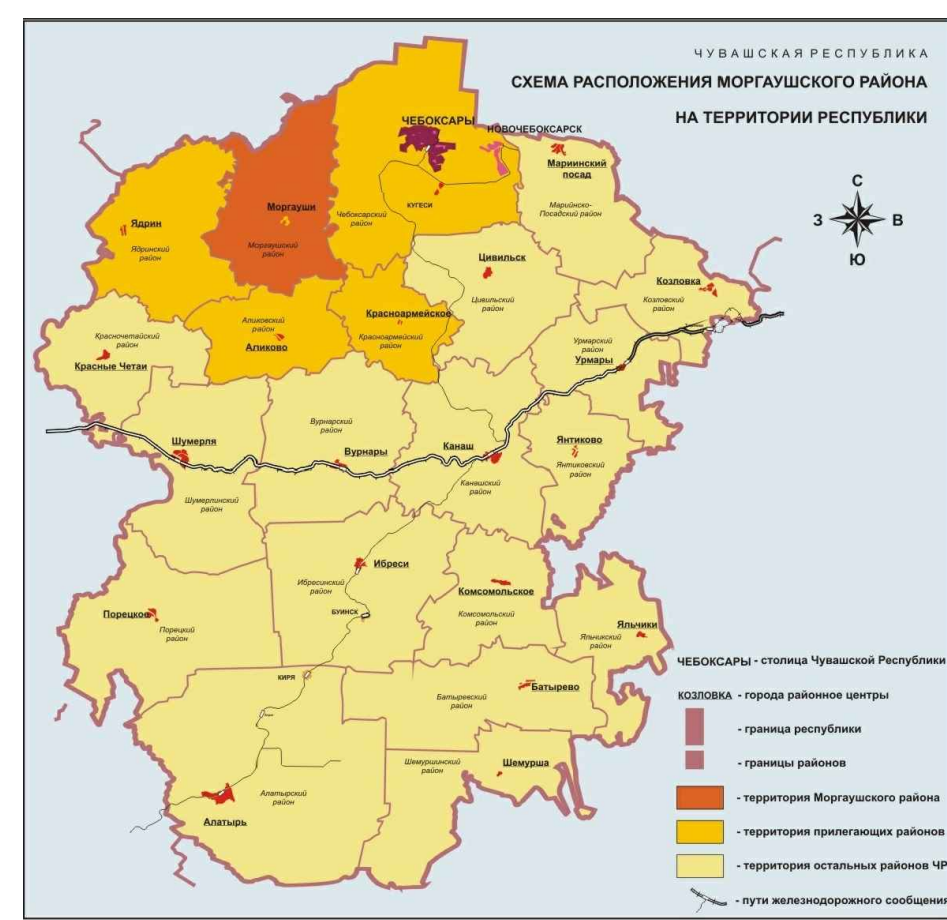 ЧУВАШСКАЯ РЕСПУБЛИКА
СХЕМА РАСПОЛОЖЕНИЯ МОРГАУШСКОГО РАЙОНА
НА ТЕРРИТОРИИ РЕСПУБЛИКИ
ЧЕБОКСАРЫ
НОВОЧЕБОКСАРСК
Мариинский
посад
С
З
В
Ю
Моргауши
КУГЕСИ
Чебоксарский
район
Марийнско-
Посадский район
Ядрин
Ядринский
район
Моргаушский
район
Цивильск
Козловка
Цивильский
район
Козловский
район
Аликовский
район
Аликово
Красноармейское
Красноармейский
район
Красночетайский
район
Красные Четаи
Урмарский
район
Урмары
Вурнарский
район
Шумерля
Вурнары
Канаш
Янтиково
Янтиковский
район
Канашский
район
Шумерлинский
район
Ибреси
Ибресинский
район
БУИНСК
Комсомольское
Комсомольский
район
Порецкое
Порецкий
район
Яльчики
Яльчикский
район
КИРЯ
Батырево
Батыревский
район
Шемуршинский
район
Шемурша
Алатырский
район
Алатырь
ЧЕБОКСАРЫ - столица Чувашской Республики
КОЗЛОВКА - города районное центры
- граница республики
- границы районов
- территория Моргаушского района
- территория прилегающих районов
- территория остальных районов ЧР
- пути железнодорожного сообщения